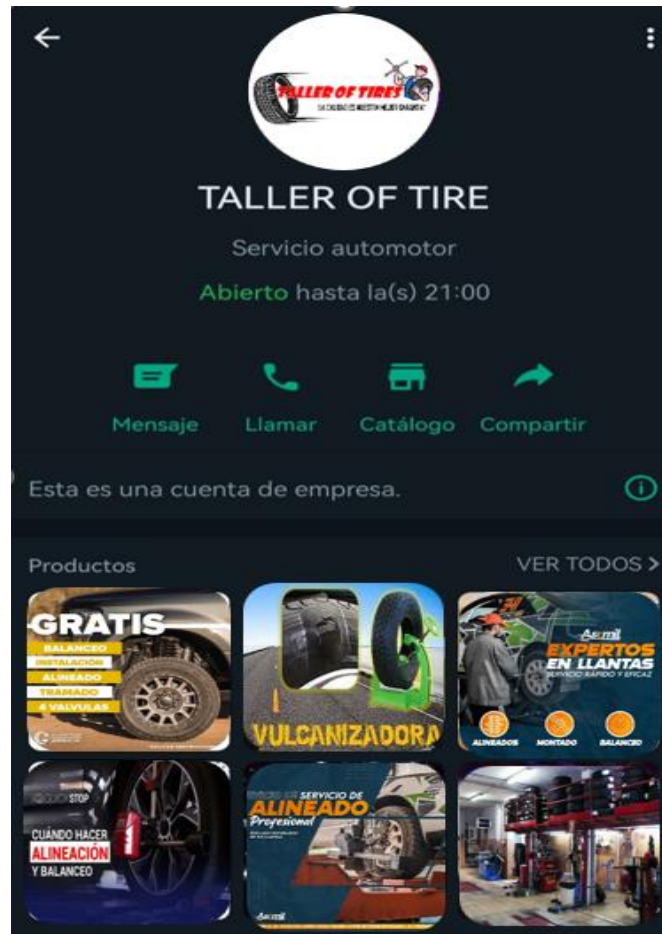 TALLER OF TIRES
TALLER OF TIRE
Servicio automotor
Abierto hasta la(s) 21:00
Mensaje Llamar Catálogo Compartir
Esta es una cuenta de empresa.
Productos VER TODOS >
GRATIS
BALANCEO
INSTALACIÓN
ALINEADO
TRAMADO
4 VALVULAS
VULCANIZADORA
EXPERTOS
EN LLANTAS
SERVICIO RÁPIDO Y EFICAZ
ALINEADOS MONTADO BALANCEO
STOP
CUÁNDO HACER
ALINEACIÓN
Y BALANCEO
SERVICIO DE
ALINEADO
Profesional